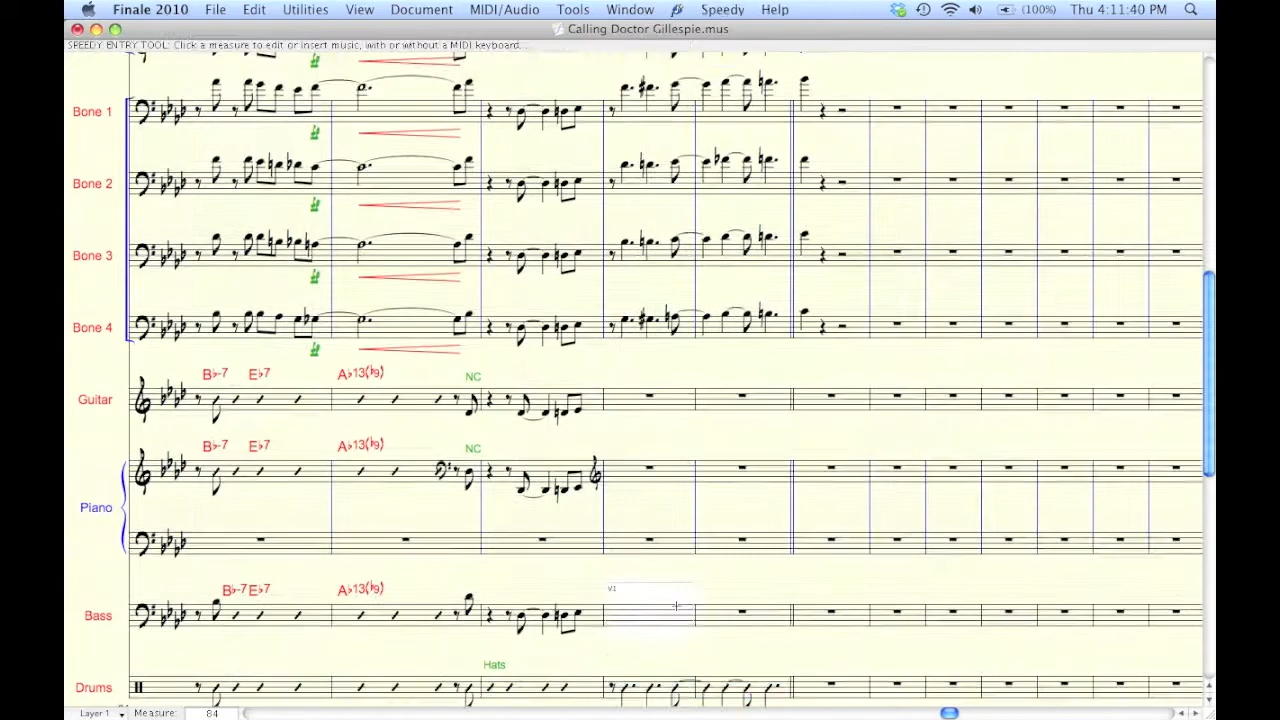 Finale 2010 File Edit Utilities View Document MIDI/Audio Tools Window Speedy Help (100%) Thu 4:11:40 PM
Calling Doctor Gillespie.mus
SPEEDY ENTRY TOOL: Click a measure to edit or insert music, with or without a MIDI keyboard...
Bone 1
Bone 2
Bone 3
Bone 4
B♭-7 E♭7 A♭13(♭9) NC
Guitar
B♭-7 E♭7 A♭13(♭9) NC
Piano
B♭-7 E♭7 A♭13(♭9) V1
Bass
Hats
Drums
Layer 1 Measure: 84